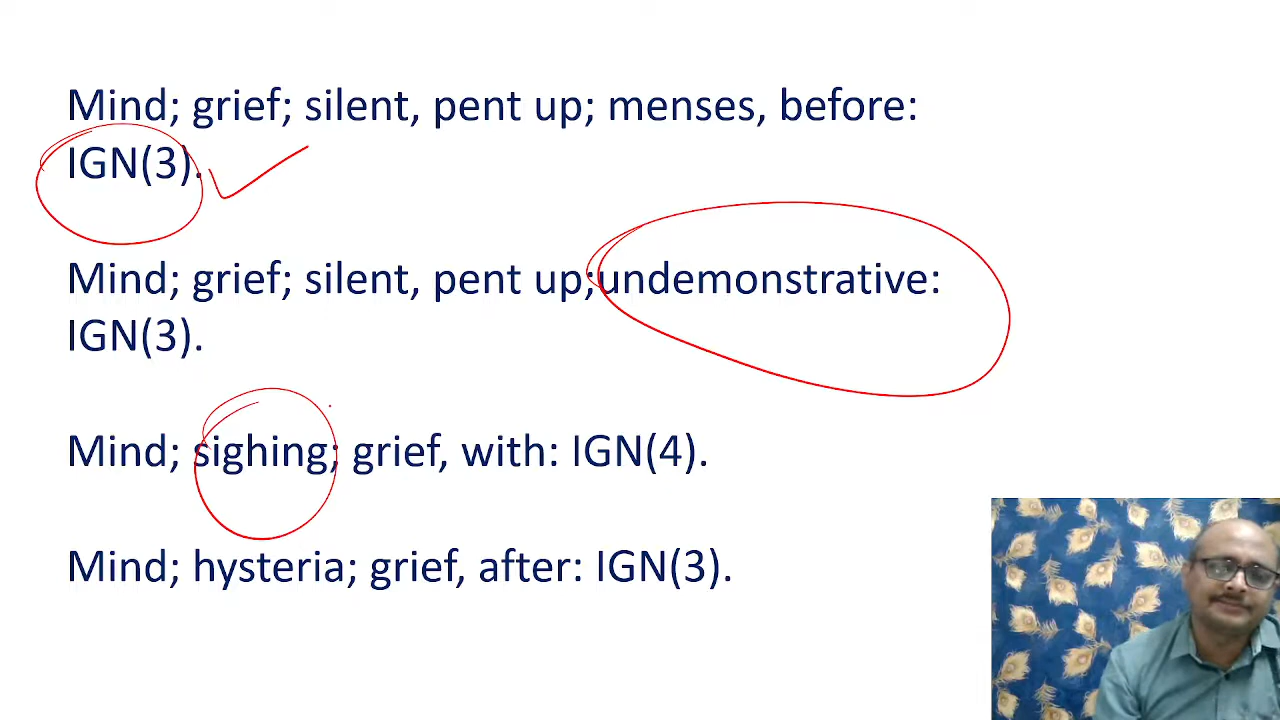 Mind; grief; silent, pent up; menses, before:
IGN(3).
Mind; grief; silent, pent up;undemonstrative:
IGN(3).
Mind; sighing; grief, with: IGN(4).
Mind; hysteria; grief, after: IGN(3).